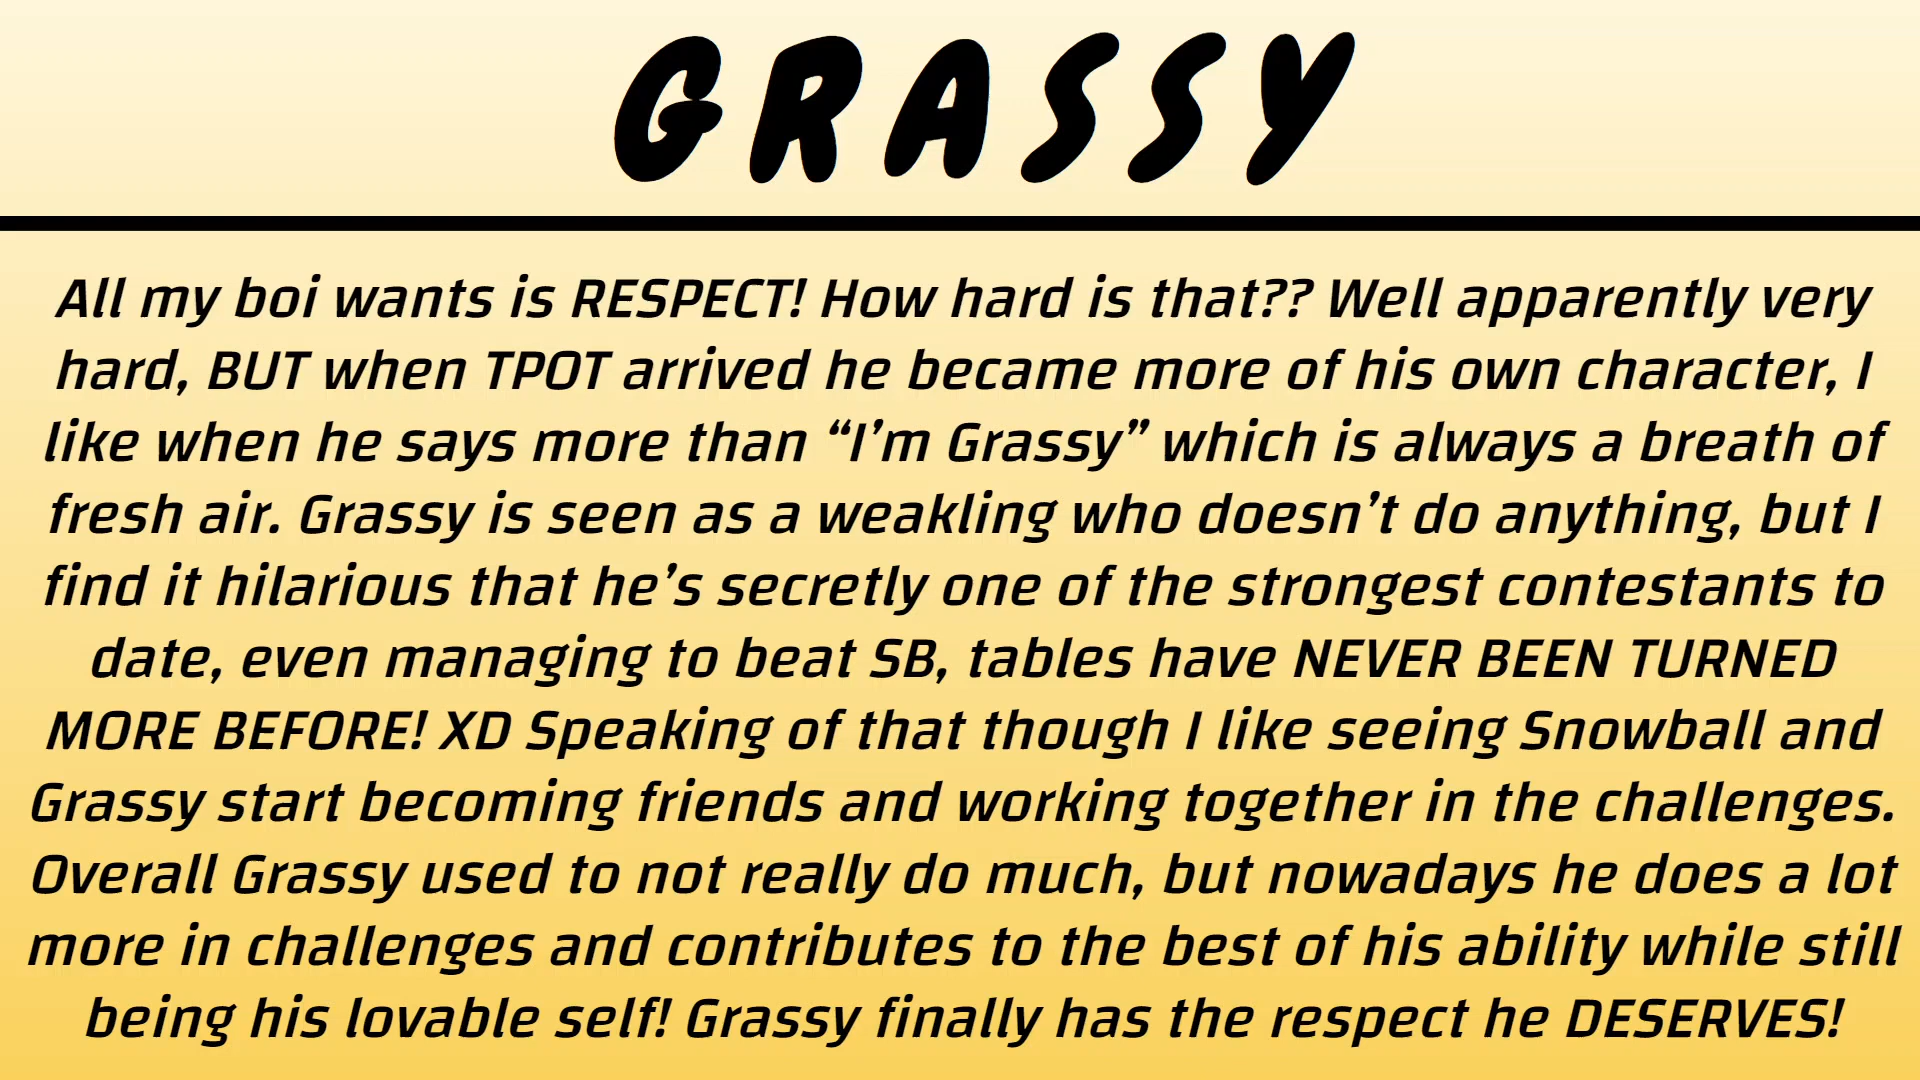 GRASSY
All my boi wants is RESPECT! How hard is that?? Well apparently very
hard, BUT when TPOT arrived he became more of his own character, I
like when he says more than “I’m Grassy” which is always a breath of
fresh air. Grassy is seen as a weakling who doesn’t do anything, but I
find it hilarious that he’s secretly one of the strongest contestants to
date, even managing to beat SB, tables have NEVER BEEN TURNED
MORE BEFORE! XD Speaking of that though I like seeing Snowball and
Grassy start becoming friends and working together in the challenges.
Overall Grassy used to not really do much, but nowadays he does a lot
more in challenges and contributes to the best of his ability while still
being his lovable self! Grassy finally has the respect he DESERVES!